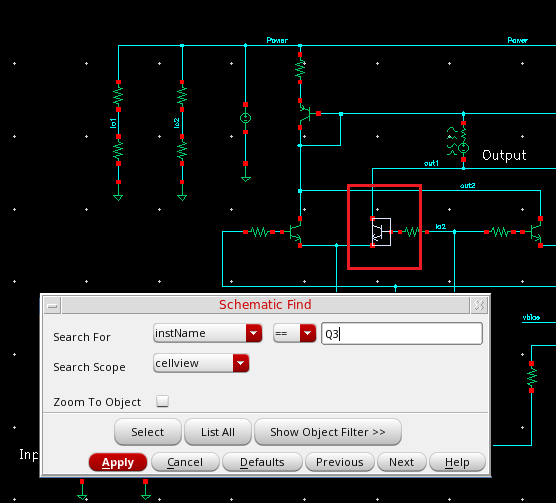 Power Power
Io1 Io2
Output
out1
out2
Io2
Schematic Find
Search For instName == Q3
vbias
Search Scope cellview
Zoom To Object
Select List All Show Object Filter >>
Inp
Apply Cancel Defaults Previous Next Help